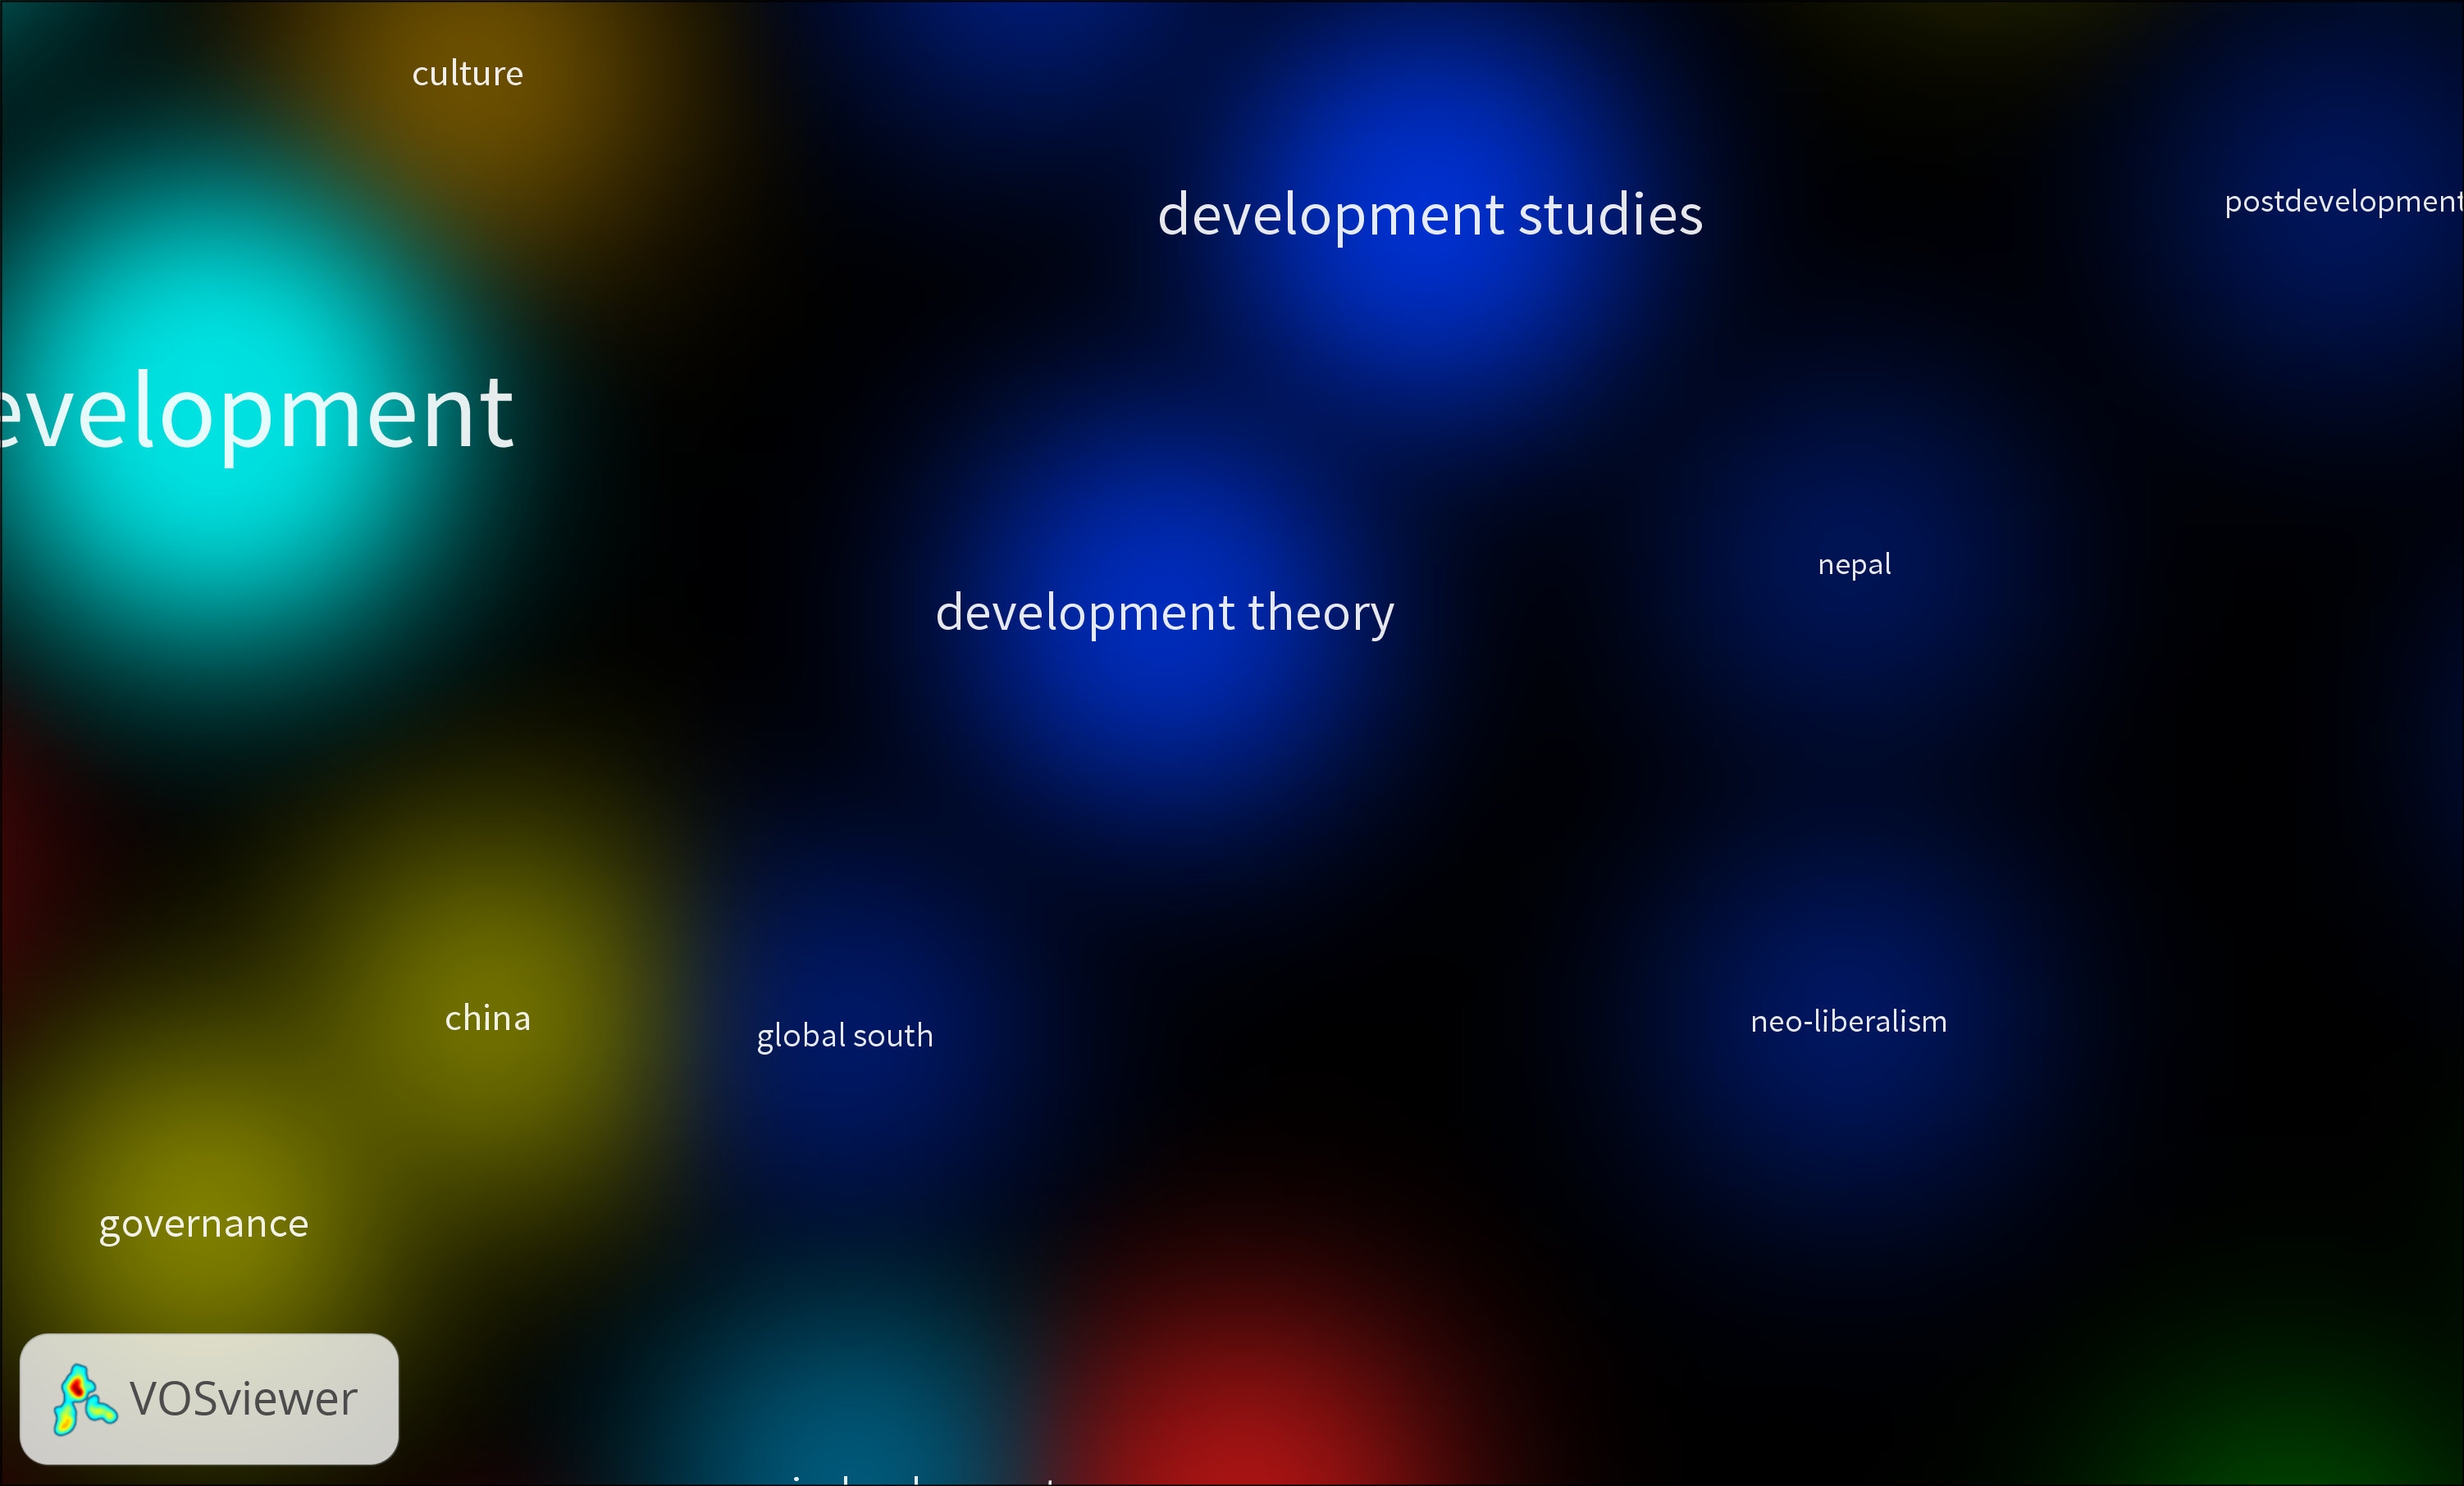 culture
development studies
postdevelopment
evelopment
nepal
development theory
china
global south
neo-liberalism
governance
VOSviewer